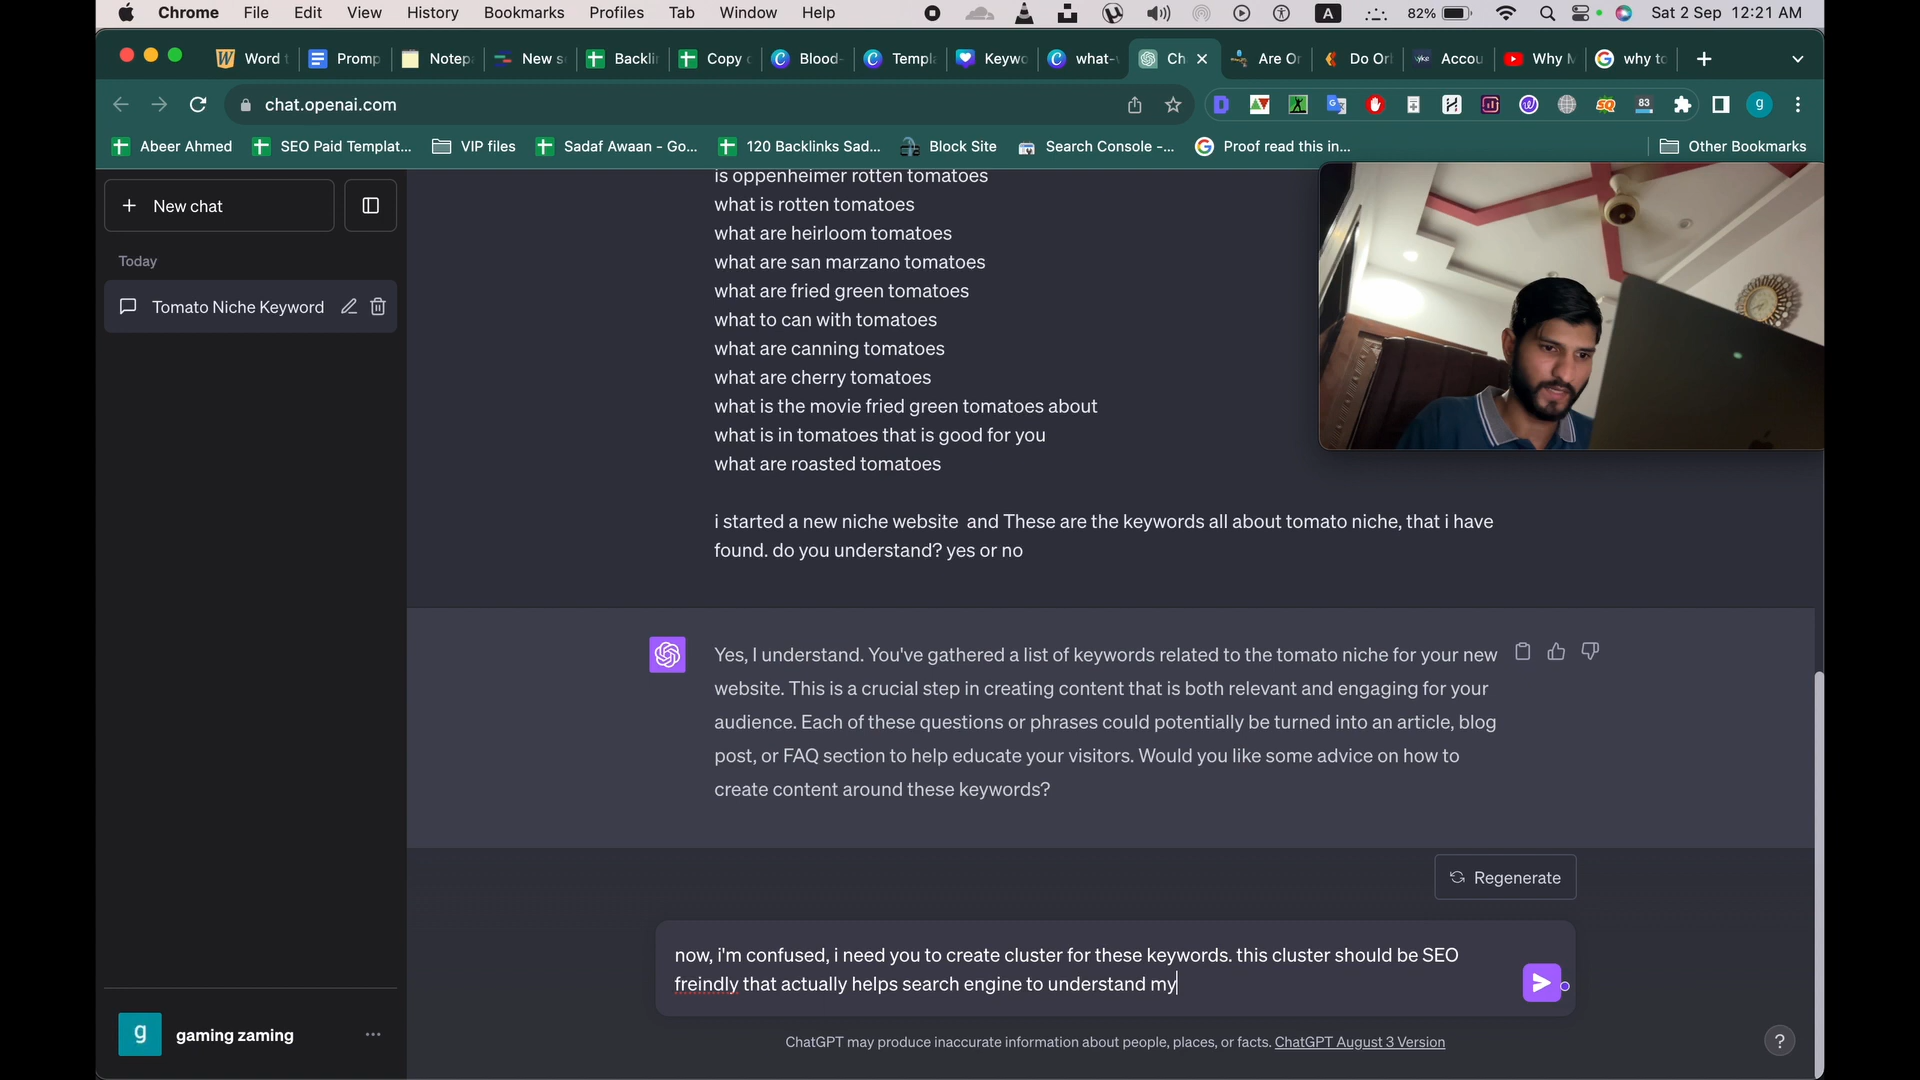 Chrome File Edit View History Bookmarks Profiles Tab Window Help A 82% Sat 2 Sep 12:21 AM
Word Promp Notep New s Backlin Copy Blood- Templ Keywo what- Ch Are Or Do Or Accou Why M Google why to
chat.openai.com 83 g
Abeer Ahmed SEO Paid Templat... VIP files Sadaf Awaan - Go... 120 Backlinks Sad... Block Site Search Console -... Proof read this in... Other Bookmarks
New chat
Today
Tomato Niche Keyword
is oppenheimer rotten tomatoes
what is rotten tomatoes
what are heirloom tomatoes
what are san marzano tomatoes
what are fried green tomatoes
what to can with tomatoes
what are canning tomatoes
what are cherry tomatoes
what is the movie fried green tomatoes about
what is in tomatoes that is good for you
what are roasted tomatoes
i started a new niche website and These are the keywords all about tomato niche, that i have
found. do you understand? yes or no
Yes, I understand. You've gathered a list of keywords related to the tomato niche for your new
website. This is a crucial step in creating content that is both relevant and engaging for your
audience. Each of these questions or phrases could potentially be turned into an article, blog
post, or FAQ section to help educate your visitors. Would you like some advice on how to
create content around these keywords?
Regenerate
now, i'm confused, i need you to create cluster for these keywords. this cluster should be SEO
freindly that actually helps search engine to understand my
ChatGPT may produce inaccurate information about people, places, or facts. ChatGPT August 3 Version
g gaming zaming
?